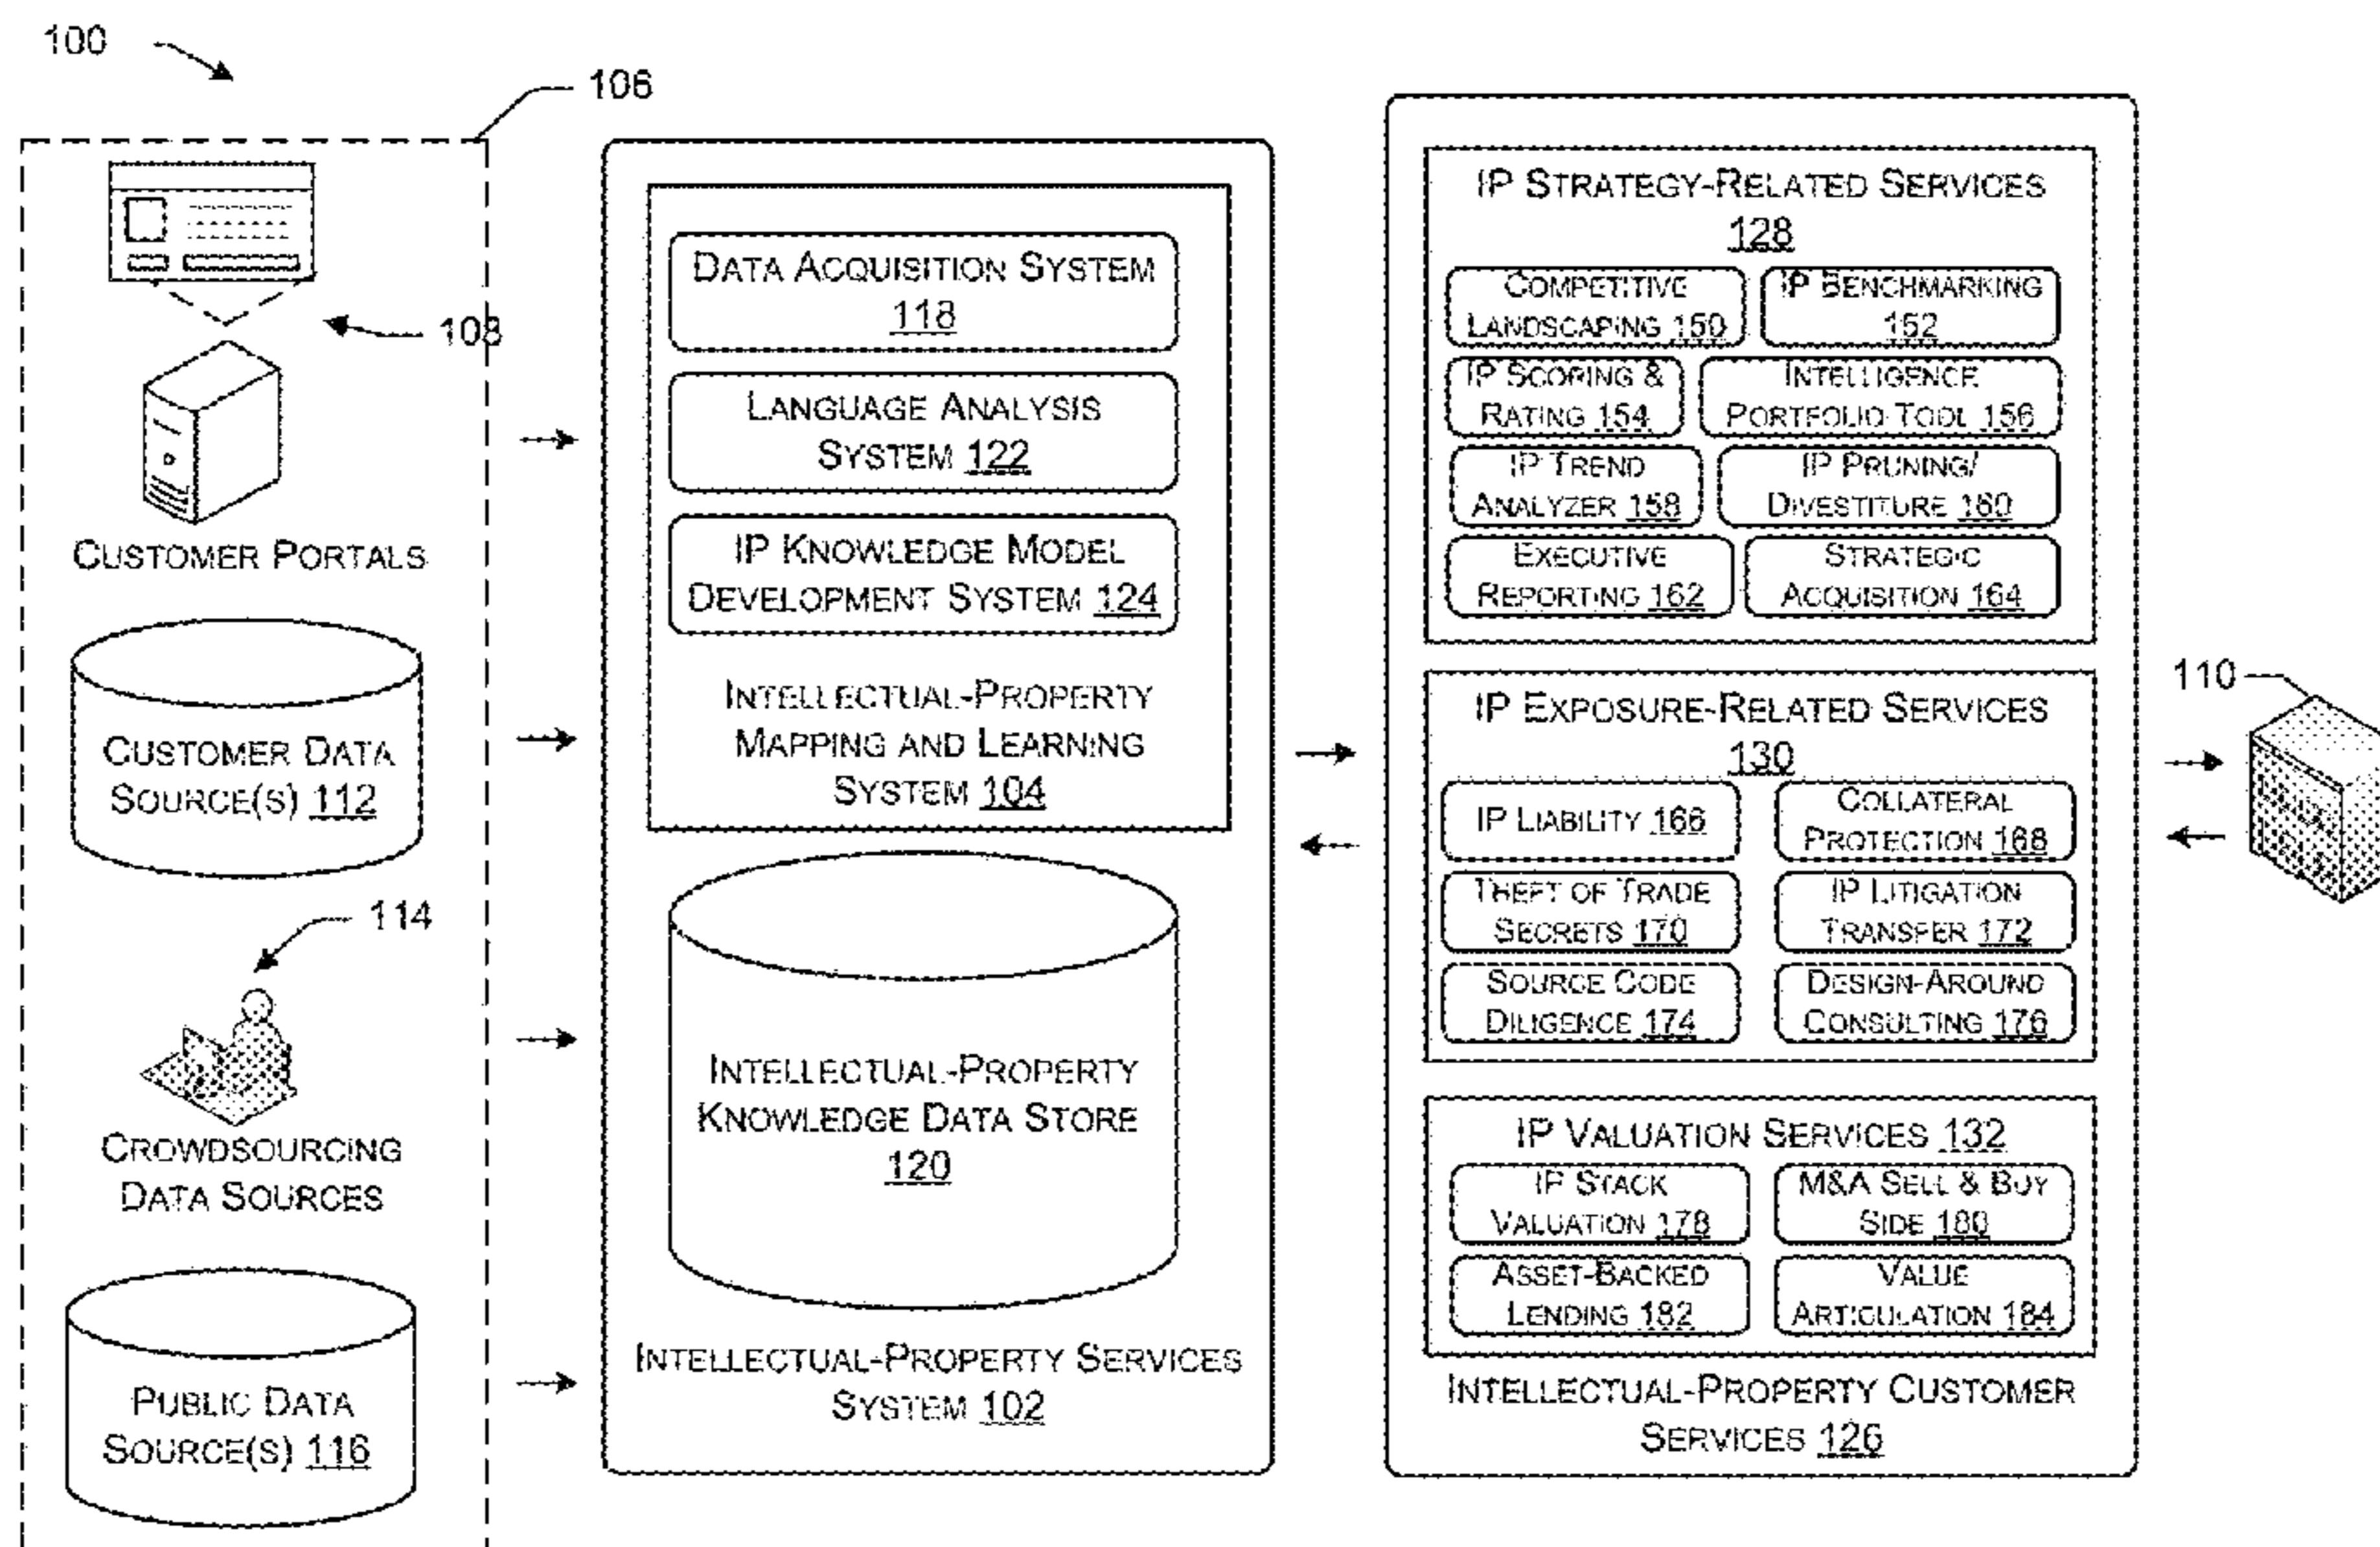 100
106
108
CUSTOMER PORTALS
CUSTOMER DATA
SOURCE(S) 112
114
CROWDSOURCING
DATA SOURCES
PUBLIC DATA
SOURCE(S) 116
DATA ACQUISITION SYSTEM
118
LANGUAGE ANALYSIS
SYSTEM 122
IP KNOWLEDGE MODEL
DEVELOPMENT SYSTEM 124
INTELLECTUAL-PROPERTY
MAPPING AND LEARNING
SYSTEM 104
INTELLECTUAL-PROPERTY
KNOWLEDGE DATA STORE
120
INTELLECTUAL-PROPERTY SERVICES
SYSTEM 102
IP STRATEGY-RELATED SERVICES
128
COMPETITIVE
LANDSCAPING 150
IP BENCHMARKING
152
IP SCORING &
RATING 154
INTELLIGENCE
PORTFOLIO TOOL 156
IP TREND
ANALYZER 158
IP PRUNING/
DIVESTITURE 160
EXECUTIVE
REPORTING 162
STRATEGIC
ACQUISITION 164
IP EXPOSURE-RELATED SERVICES
130
IP LIABILITY 166
COLLATERAL
PROTECTION 168
THEFT OF TRADE
SECRETS 170
IP LITIGATION
TRANSFER 172
SOURCE CODE
DILIGENCE 174
DESIGN-AROUND
CONSULTING 176
IP VALUATION SERVICES 132
IP STACK
VALUATION 178
M&A SELL & BUY
SIDE 180
ASSET-BACKED
LENDING 182
VALUE
ARTICULATION 184
INTELLECTUAL-PROPERTY CUSTOMER
SERVICES 126
110